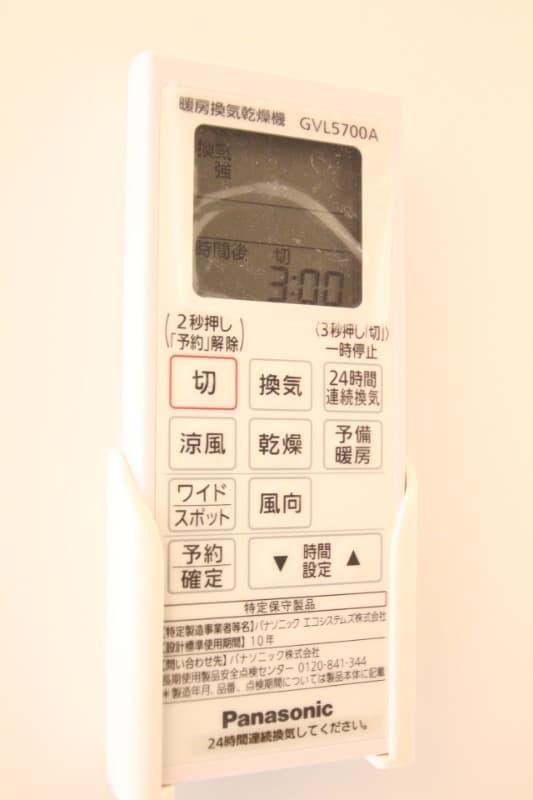 暖房換気乾燥機 GVL5700A
換気
強
時間後 切
3:00
(2秒押し
「予約」解除)
(3秒押し「切」)
一時停止
切 換気 24時間
連続換気
涼風 乾燥 予備
暖房
ワイド
スポット
風向
予約
確定
▼ 時間
設定 ▲
特定保守製品
【特定製造事業者等名】パナソニック エコシステムズ株式会社
【設計標準使用期間】10年
【問い合わせ先】パナソニック株式会社
長期使用製品安全点検センター 0120-841-344
*製造年月、品番、点検期間については製品本体に記載
Panasonic
24時間連続換気してください。